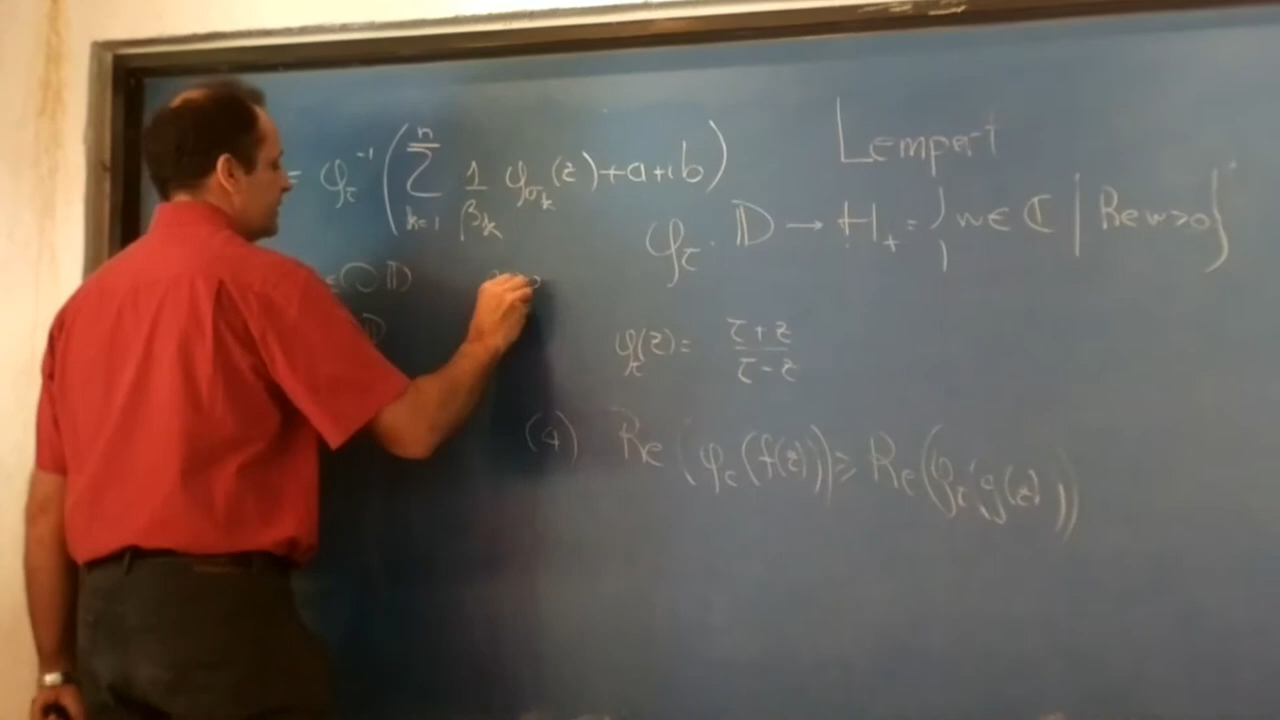 = φ_τ^{-1} ( Σ_{k=1}^{n} 1/β_k φ_{σ_k}(z) + a + ib )
Lempert
φ_τ : D → H_+ = { w ∈ ℂ | Re w > 0 }
∈ ∂D
D
φ_τ(z) = τ+z / τ-z
(4) Re (φ_τ(f(z))) ≥ Re (φ_τ(g(z)))